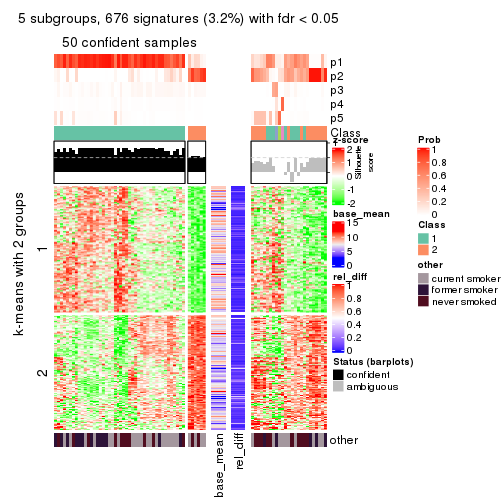 5 subgroups, 676 signatures (3.2%) with fdr < 0.05
50 confident samples
p1
p2
p3
p4
p5
Class
z-score
2
1
0
-1
-2
Silhouette
score
1
base_mean
15
10
5
0
rel_diff
1
0.8
0.6
0.4
0.2
0
Status (barplots)
confident
ambiguous
Prob
1
0.8
0.6
0.4
0.2
0
Class
1
2
other
current smoker
former smoker
never smoked
k-means with 2 groups
1
2
other
base_mean
rel_diff